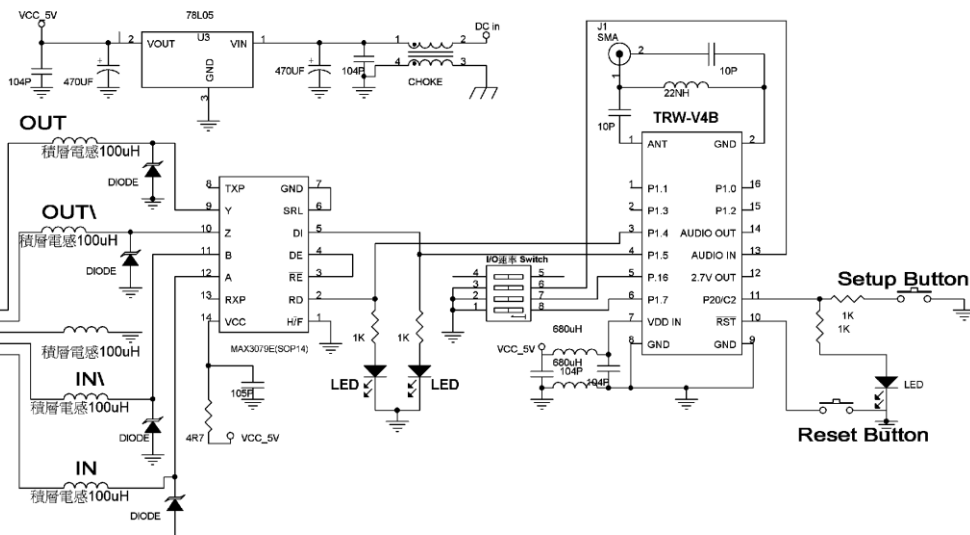 VCC_5V
78L05
U3
DC in
2
VOUT
VIN
1
GND
3
104P
470UF
470UF
104P
1
2
4
3
CHOKE
J1
SMA
2
1
10P
22NH
10P
TRW-V4B
1
ANT
GND
2
1
P1.1
P1.0
16
2
P1.3
P1.2
15
3
P1.4
AUDIO OUT
14
4
P1.5
AUDIO IN
13
5
P.16
2.7V OUT
12
6
P1.7
P20/C2
11
7
VDD IN
RST
10
8
GND
GND
9
OUT
積層電感100uH
DIODE
OUT\
積層電感100uH
DIODE
積層電感100uH
IN\
積層電感100uH
DIODE
IN
積層電感100uH
DIODE
8
TXP
GND
7
9
Y
SRL
6
10
Z
DI
5
11
B
DE
4
12
A
RE
3
13
RXP
RD
2
14
VCC
H/F
1
MAX3079E(SOP14)
105P
4R7
VCC_5V
1K
1K
LED
LED
I/O速率 Switch
4
5
3
6
2
7
1
8
680uH
VCC_5V
680uH
104P
104P
Setup Button
1K
1K
LED
Reset Button